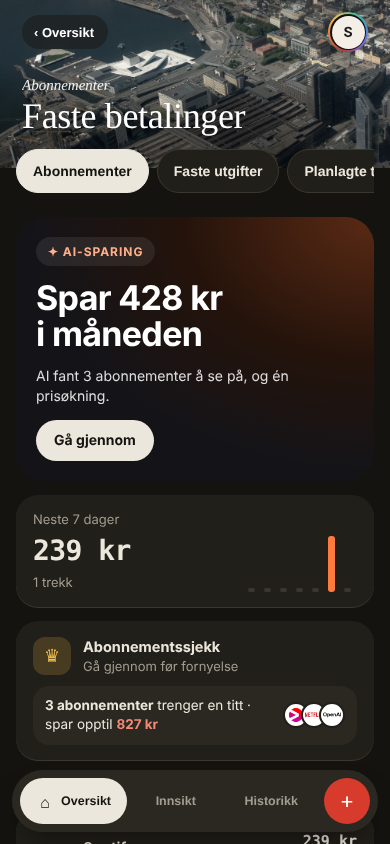 ‹ Oversikt
S
Abonnementer
Faste betalinger
Abonnementer
Faste utgifter
Planlagte t
✦ AI-SPARING
Spar 428 kr
i måneden
AI fant 3 abonnementer å se på, og én
prisøkning.
Gå gjennom
Neste 7 dager
239 kr
1 trekk
Abonnementssjekk
Gå gjennom før fornyelse
3 abonnementer trenger en titt ·
spar opptil 827 kr
OpenAI
Oversikt
Innsikt
Historikk
+
239 kr